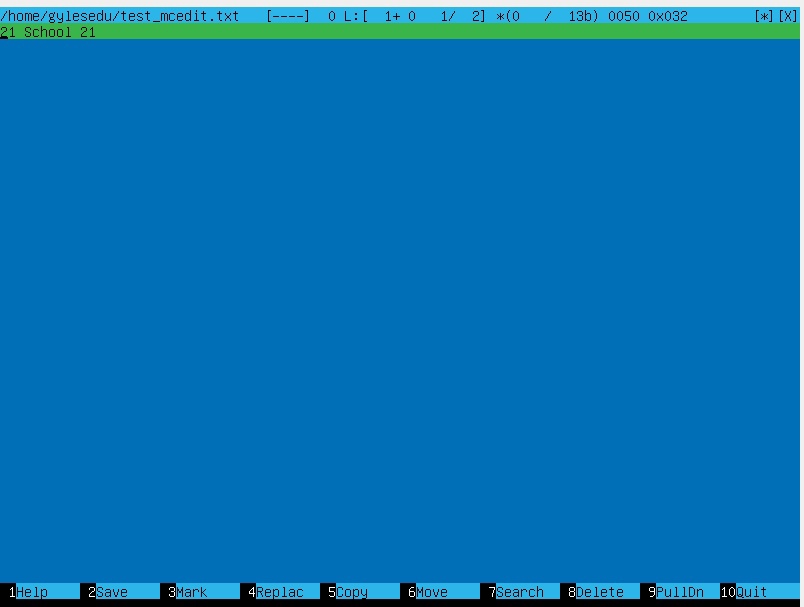 /home/gylesedu/test_mcedit.txt [----] 0 L:[ 1+ 0 1/ 2] *(0 / 13b) 0050 0x032 [*][X]
21 School 21
1Help 2Save 3Mark 4Replac 5Copy 6Move 7Search 8Delete 9PullDn 10Quit